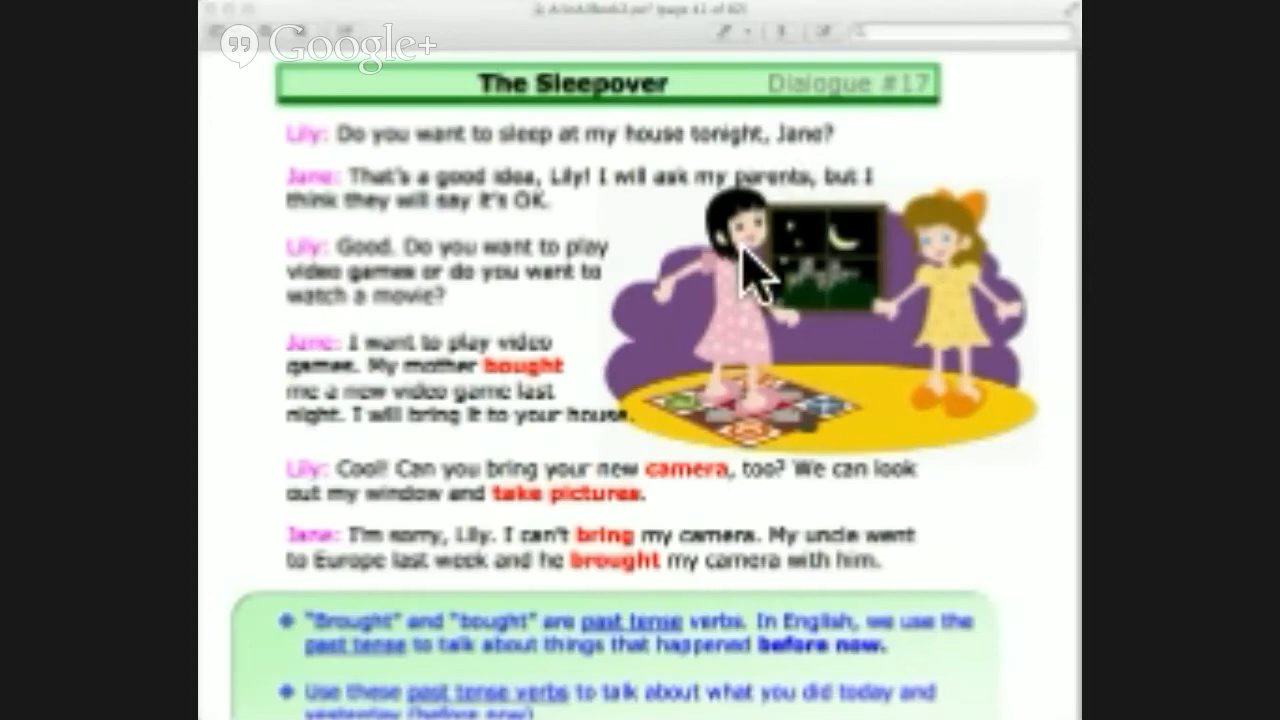 Google+
The Sleepover Dialogue #17
Lily: Do you want to sleep at my house tonight, Jane?
Jane: That's a good idea, Lily! I will ask my parents, but I
think they will say it's OK.
Lily: Good. Do you want to play
video games or do you want to
watch a movie?
Jane: I want to play video
games. My mother bought
me a new video game last
night. I will bring it to your house.
Lily: Cool! Can you bring your new camera, too? We can look
out my window and take pictures.
Jane: I'm sorry, Lily. I can't bring my camera. My uncle went
to Europe last week and he brought my camera with him.
❖ "Brought" and "bought" are past tense verbs. In English, we use the
past tense to talk about things that happened before now.
❖ Use these past tense verbs to talk about what you did today and
yesterday (before now)